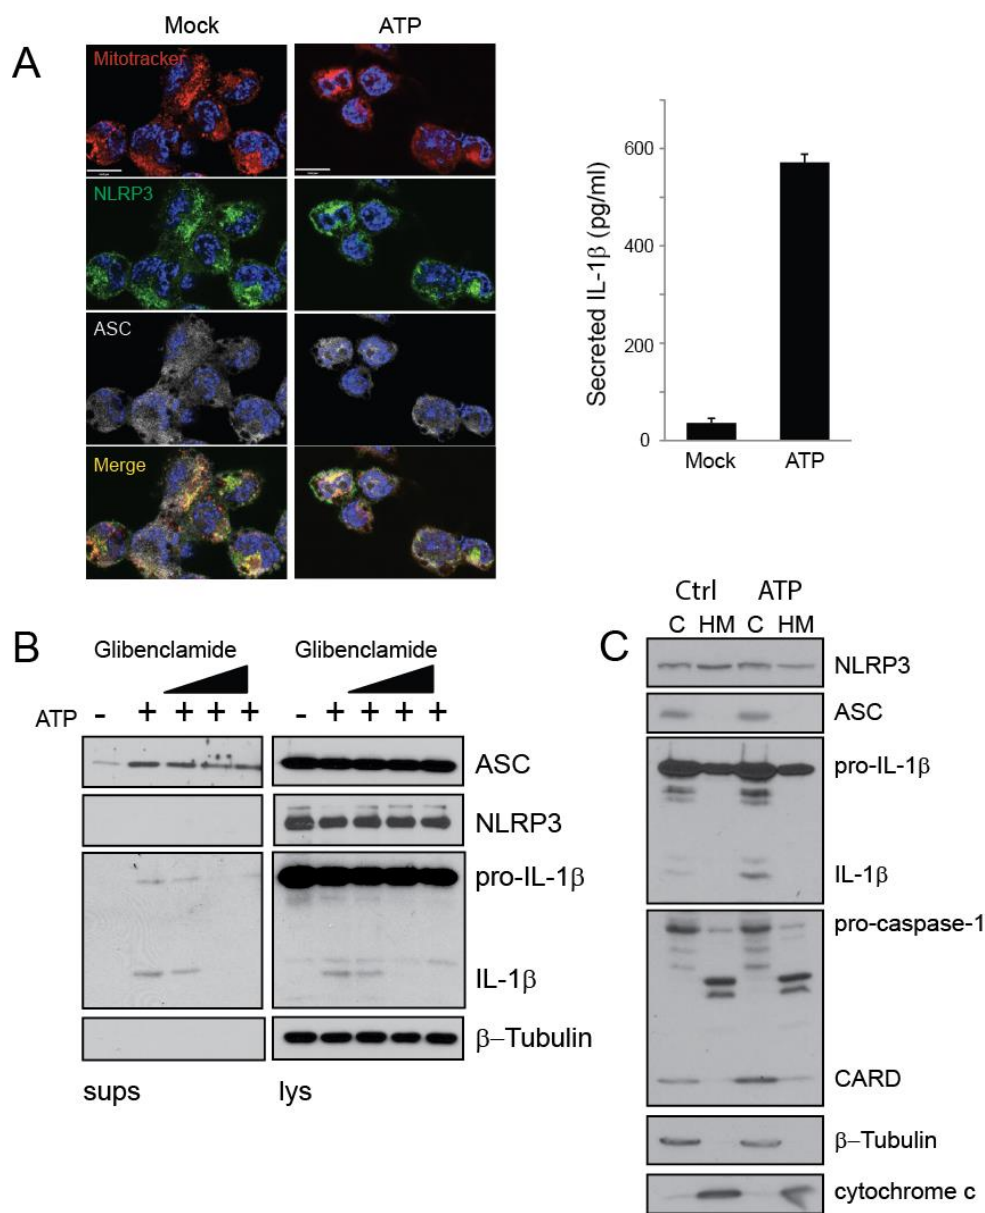 Mock
ATP
A
Mitotracker
NLRP3
ASC
Merge
Secreted IL-1β (pg/ml)
600
400
200
0
Mock
ATP
B
Glibenclamide
Glibenclamide
ATP - + + + +
- + + + +
ASC
NLRP3
pro-IL-1β
IL-1β
β–Tubulin
sups
lys
C
Ctrl
ATP
C HM C HM
NLRP3
ASC
pro-IL-1β
IL-1β
pro-caspase-1
CARD
β–Tubulin
cytochrome c